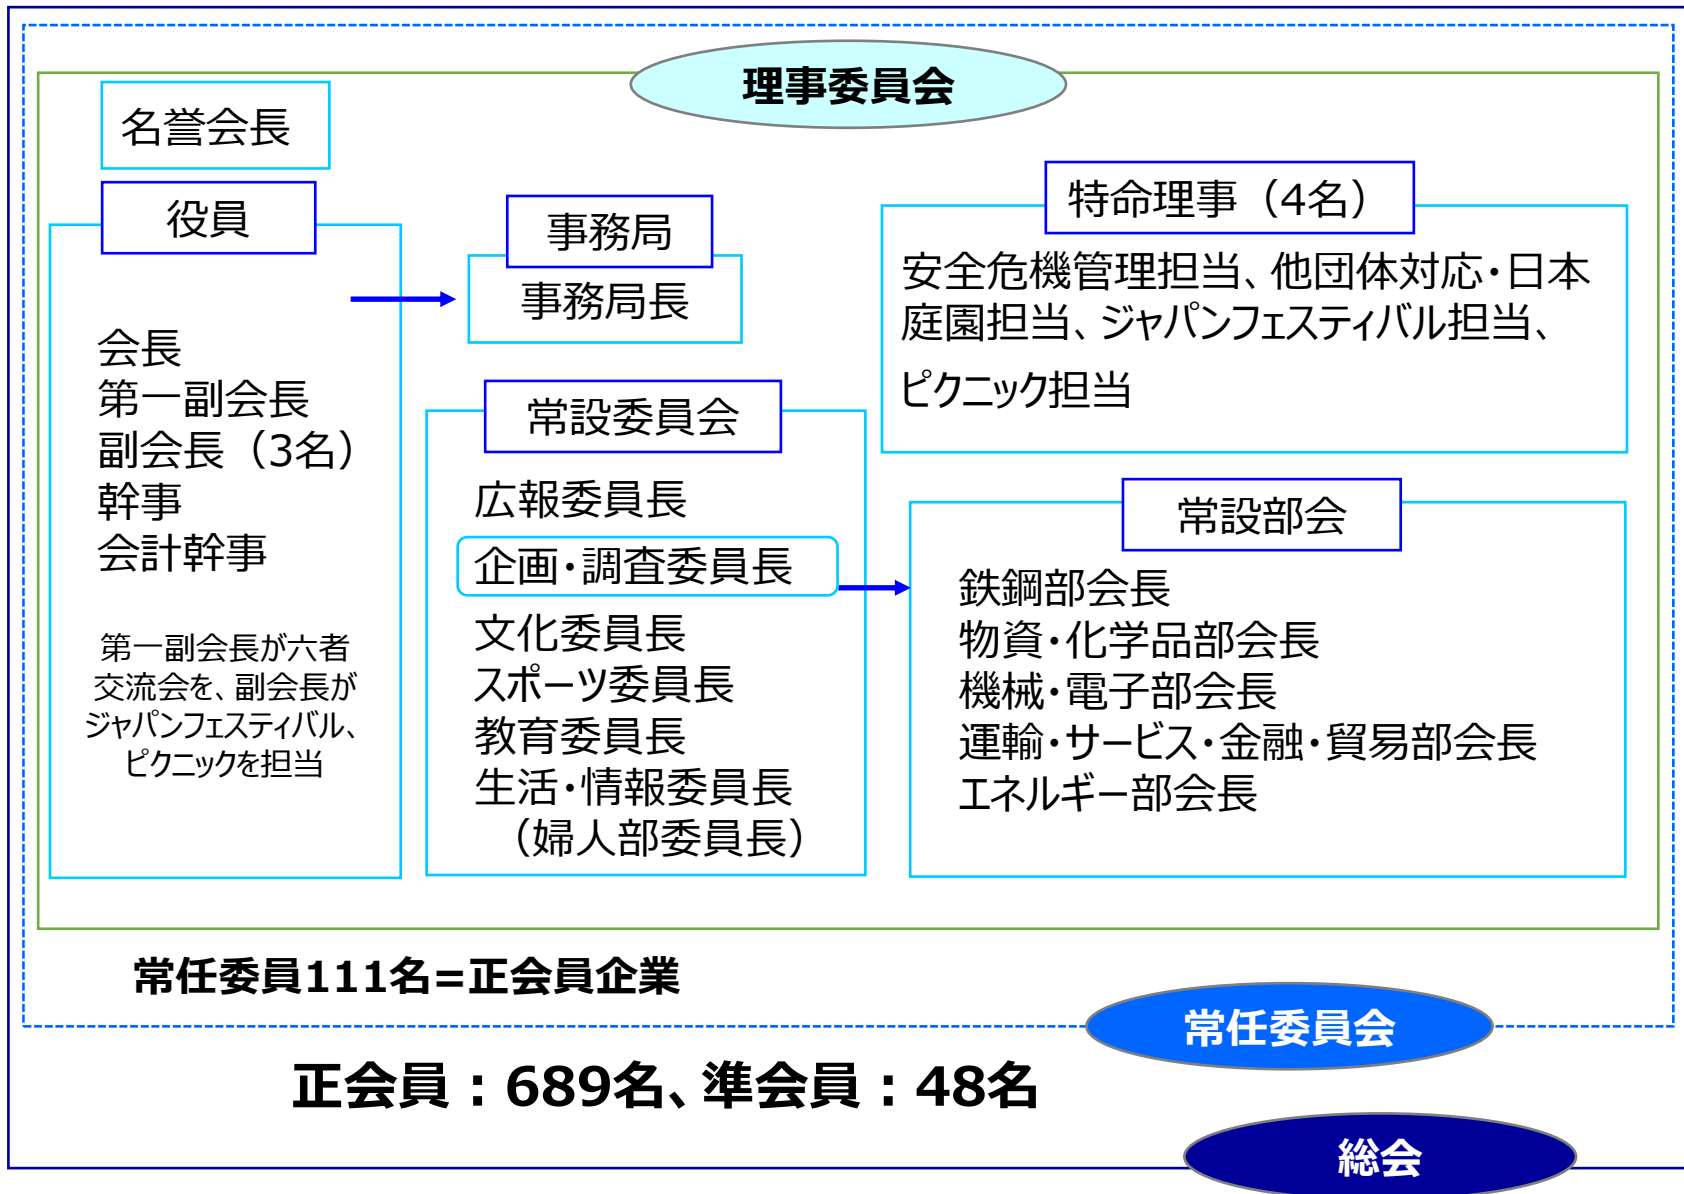 理事委員会
名誉会長
役員
会長
第一副会長
副会長（3名）
幹事
会計幹事
第一副会長が六者
交流会を、副会長が
ジャパンフェスティバル、
ピクニックを担当
事務局
事務局長
常設委員会
広報委員長
企画・調査委員長
文化委員長
スポーツ委員長
教育委員長
生活・情報委員長
（婦人部委員長）
特命理事（4名）
安全危機管理担当、他団体対応・日本
庭園担当、ジャパンフェスティバル担当、
ピクニック担当
常設部会
鉄鋼部会長
物資・化学品部会長
機械・電子部会長
運輸・サービス・金融・貿易部会長
エネルギー部会長
常任委員111名=正会員企業
常任委員会
正会員：689名、準会員：48名
総会